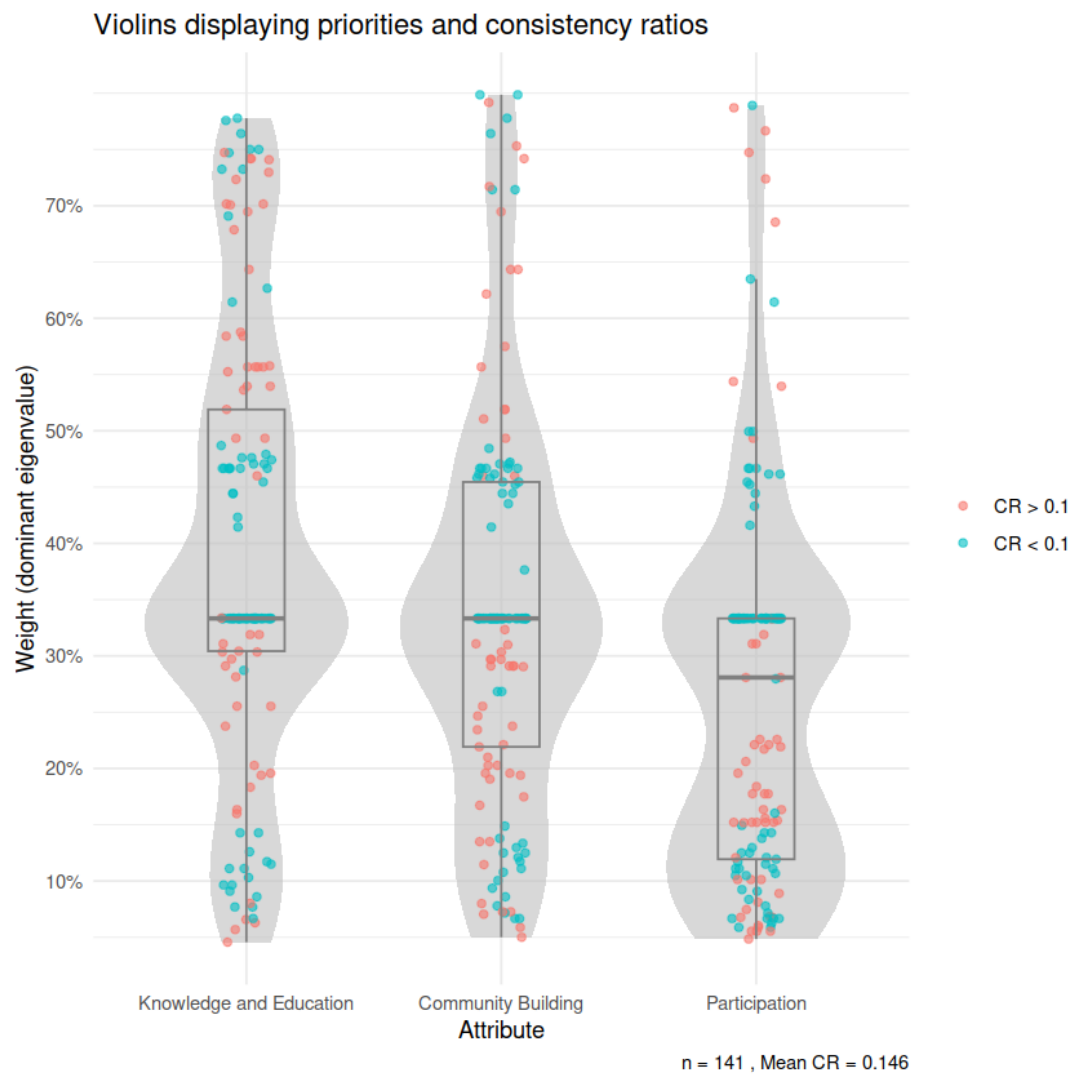 Violins displaying priorities and consistency ratios
Weight (dominant eigenvalue)
70%
60%
50%
40%
30%
20%
10%
CR > 0.1
CR < 0.1
Knowledge and Education
Community Building
Participation
Attribute
n = 141 , Mean CR = 0.146